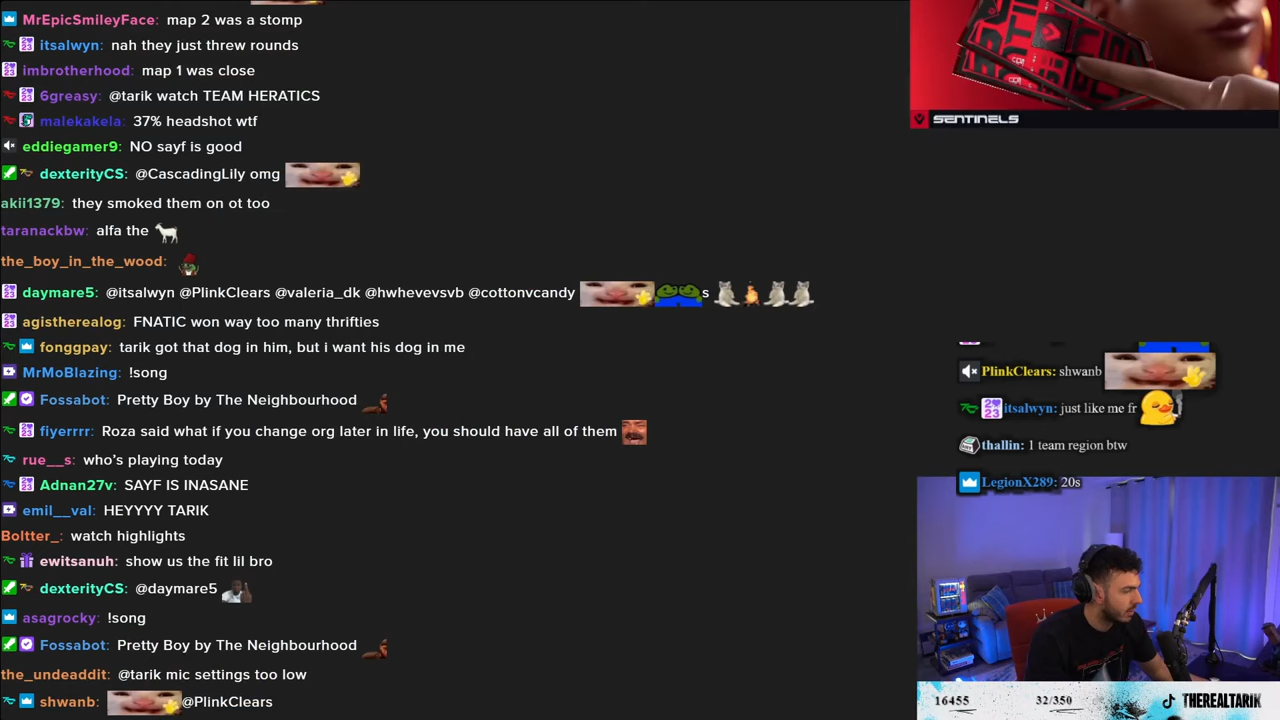 MrEpicSmileyFace: map 2 was a stomp
itsalwyn: nah they just threw rounds
imbrotherhood: map 1 was close
6greasy: @tarik watch TEAM HERATICS
malekakela: 37% headshot wtf
eddiegamer9: NO sayf is good
dexterityCS: @CascadingLily omg
akii1379: they smoked them on ot too
taranackbw: alfa the
the_boy_in_the_wood:
daymare5: @itsalwyn @PlinkClears @valeria_dk @hwhevevsvb @cottonvcandy s
agistherealog: FNATIC won way too many thrifties
fonggpay: tarik got that dog in him, but i want his dog in me
MrMoBlazing: !song
Fossabot: Pretty Boy by The Neighbourhood
fiyerrrr: Roza said what if you change org later in life, you should have all of them
rue__s: who's playing today
Adnan27v: SAYF IS INASANE
emil__val: HEYYYY TARIK
Boltter_: watch highlights
ewitsanuh: show us the fit lil bro
dexterityCS: @daymare5
asagrocky: !song
Fossabot: Pretty Boy by The Neighbourhood
the_undeaddit: @tarik mic settings too low
shwanb: @PlinkClears
SENTINELS
PlinkClears: shwanb
itsalwyn: just like me fr
thallin: 1 team region btw
LegionX289: 20s
16455
32/350
THEREALTARIK